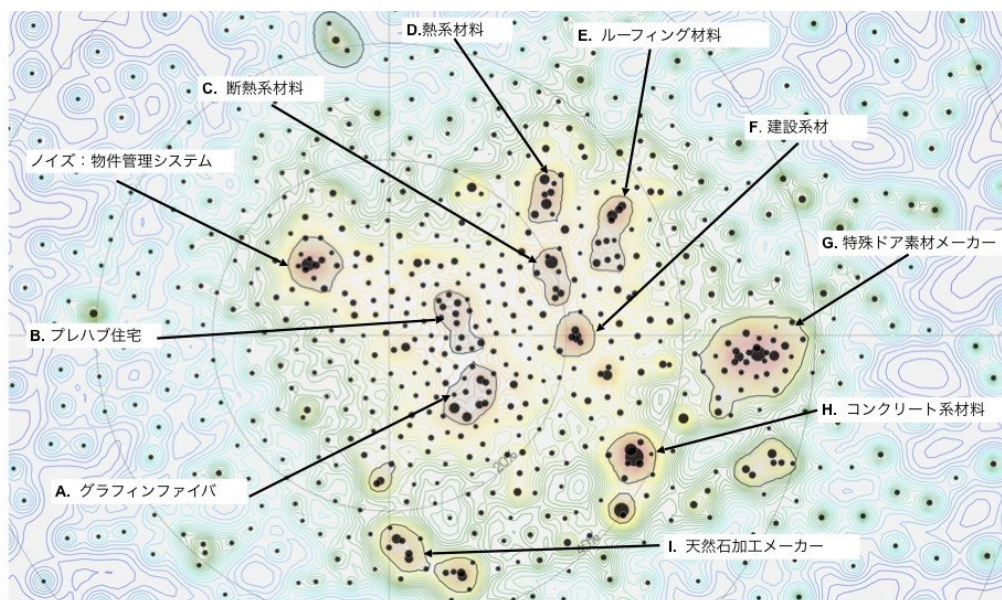 D.熱系材料
E. ルーフィング材料
C. 断熱系材料
F. 建設系材
ノイズ：物件管理システム
G. 特殊ドア素材メーカー
B. プレハブ住宅
H. コンクリート系材料
20%
A. グラフィンファイバ
40%
I. 天然石加工メーカー